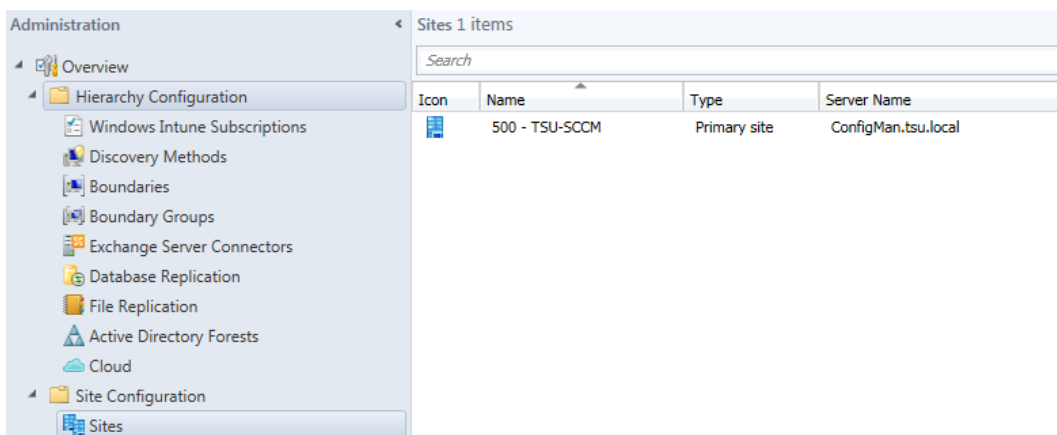 Administration
Overview
Hierarchy Configuration
Windows Intune Subscriptions
Discovery Methods
Boundaries
Boundary Groups
Exchange Server Connectors
Database Replication
File Replication
Active Directory Forests
Cloud
Site Configuration
Sites
Sites 1 items
Search
Icon Name Type Server Name
500 - TSU-SCCM Primary site ConfigMan.tsu.local